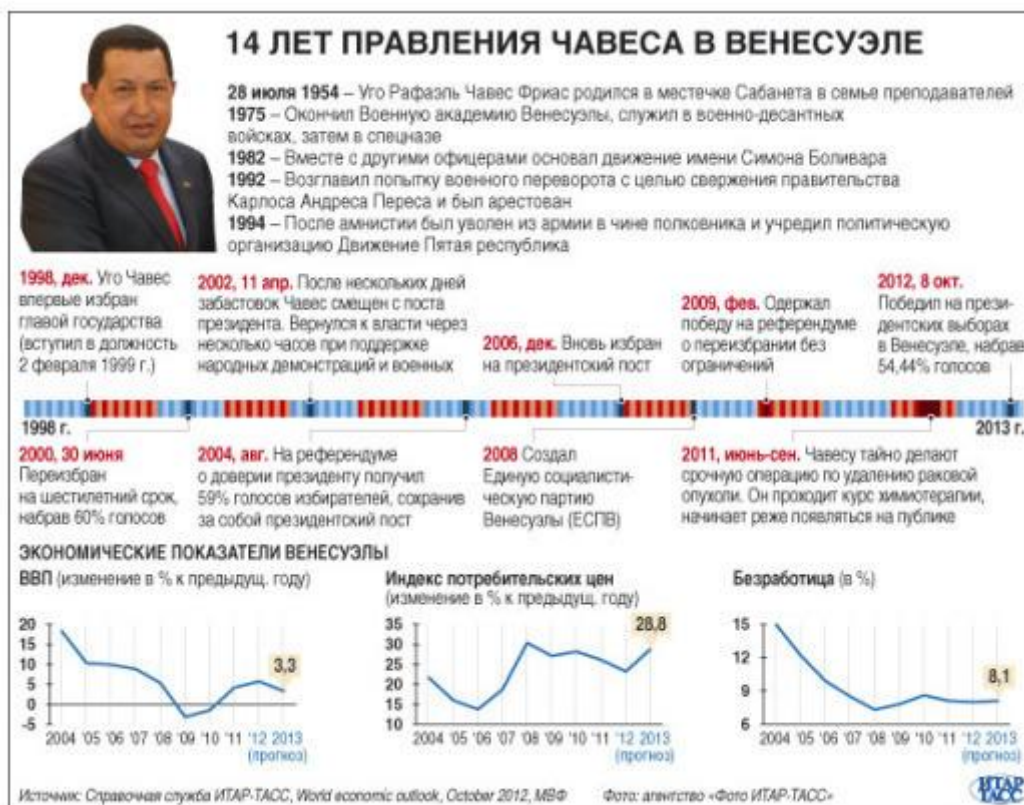 14 ЛЕТ ПРАВЛЕНИЯ ЧАВЕСА В ВЕНЕСУЭЛЕ
28 июля 1954 – Уго Рафаэль Чавес Фриас родился в местечке Сабанета в семье преподавателей
1975 – Окончил Военную академию Венесуэлы, служил в военно-десантных
войсках, затем в спецназе
1982 – Вместе с другими офицерами основал движение имени Симона Боливара
1992 – Возглавил попытку военного переворота с целью свержения правительства
Карлоса Андреса Переса и был арестован
1994 – После амнистии был уволен из армии в чине полковника и учредил политическую
организацию Движение Пятая республика
1998, дек. Уго Чавес
впервые избран
главой государства
(вступил в должность
2 февраля 1999 г.)
2002, 11 апр. После нескольких дней
забастовок Чавес смещен с поста
президента. Вернулся к власти через
несколько часов при поддержке
народных демонстраций и военных
2006, дек. Вновь избран
на президентский пост
2009, фев. Одержал
победу на референдуме
о переизбрании без
ограничений
2012, 8 окт.
Победил на прези-
дентских выборах
в Венесуэле, набрав
54,44% голосов
1998 г.
2013 г.
2000, 30 июня
Переизбран
на шестилетний срок,
набрав 60% голосов
2004, авг. На референдуме
о доверии президенту получил
59% голосов избирателей, сохранив
за собой президентский пост
2008 Создал
Единую социалисти-
ческую партию
Венесуэлы (ЕСПВ)
2011, июнь-сен. Чавесу тайно делают
срочную операцию по удалению раковой
опухоли. Он проходит курс химиотерапии,
начинает реже появляться на публике
ЭКОНОМИЧЕСКИЕ ПОКАЗАТЕЛИ ВЕНЕСУЭЛЫ
ВВП (изменение в % к предыдущ. году)
20
15
10
5
0
-5
3,3
2004 '05 '06 '07 '08 '09 '10 '11 '12 2013
(прогноз)
Индекс потребительских цен
(изменение в % к предыдущ. году)
35
30
25
20
15
10
28,8
2004 '05 '06 '07 '08 '09 '10 '11 '12 2013
(прогноз)
Безработица (в %)
15
12
9
6
8,1
2004 '05 '06 '07 '08 '09 '10 '11 '12 2013
(прогноз)
Источник: Справочная служба ИТАР-ТАСС, World economic outlook, October 2012, МВФ
Фото: агентство «Фото ИТАР-ТАСС»
ИТАР
ТАСС